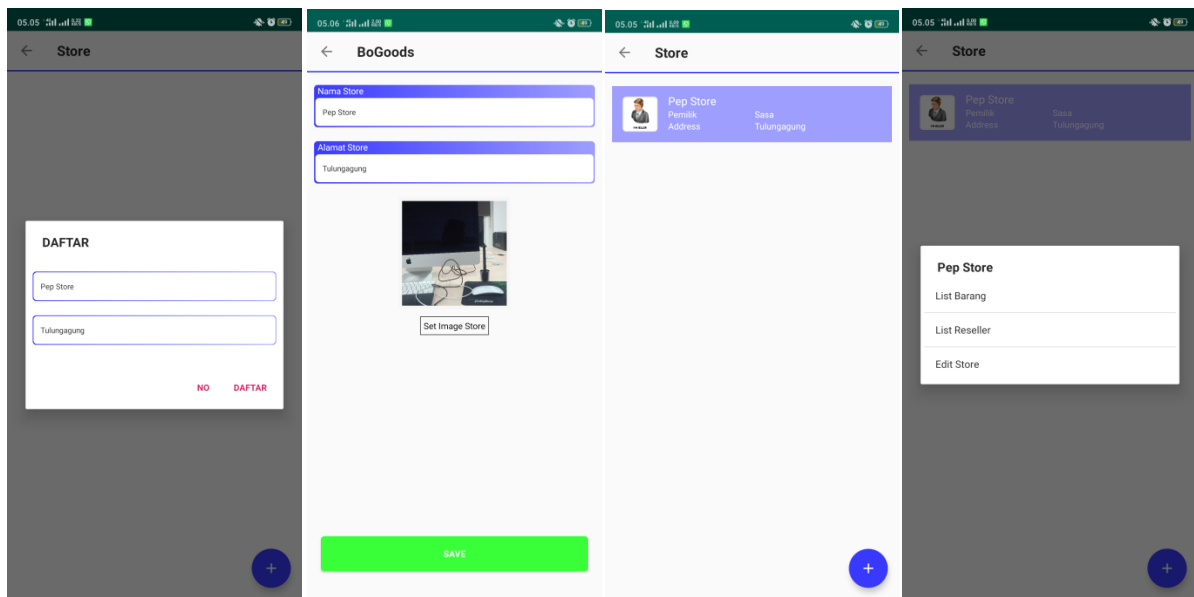 05.05
Store
DAFTAR
Pep Store
Tulungagung
NO DAFTAR
+
05.06
BoGoods
Nama Store
Pep Store
Alamat Store
Tulungagung
Set Image Store
SAVE
05.05
Store
Pep Store
Pemilik Sasa
Address Tulungagung
+
05.05
Store
Pep Store
Pemilik Sasa
Address Tulungagung
Pep Store
List Barang
List Reseller
Edit Store
+